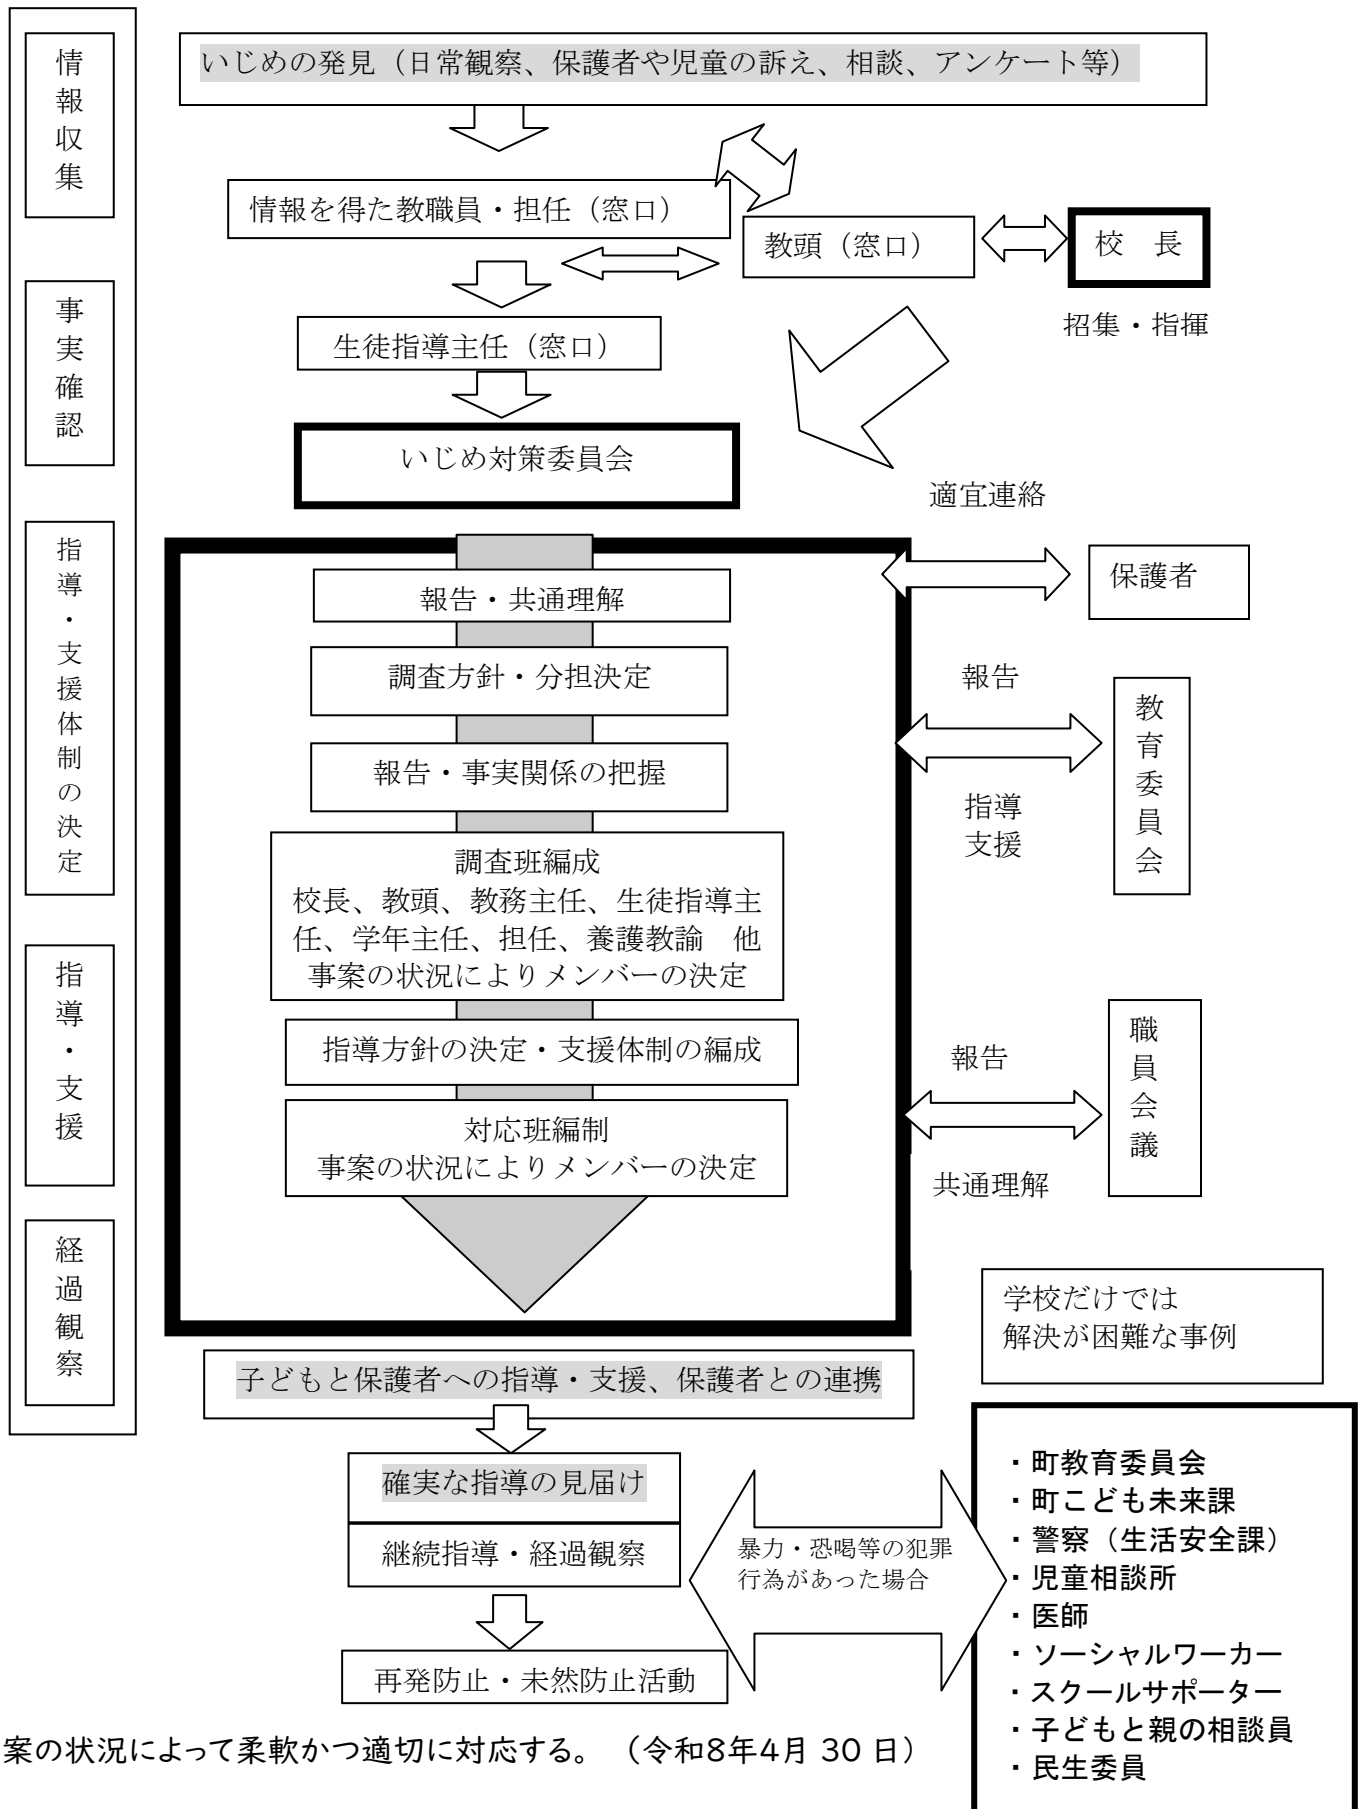 情報収集
事実確認
指導・支援体制の決定
指導・支援
経過観察
いじめの発見（日常観察、保護者や児童の訴え、相談、アンケート等）
情報を得た教職員・担任（窓口）
教頭（窓口）
校　長
招集・指揮
生徒指導主任（窓口）
いじめ対策委員会
適宜連絡
保護者
報告・共通理解
調査方針・分担決定
報告
教育委員会
指導
支援
報告・事実関係の把握
調査班編成
校長、教頭、教務主任、生徒指導主
任、学年主任、担任、養護教諭　他
事案の状況によりメンバーの決定
指導方針の決定・支援体制の編成
報告
職員会議
共通理解
対応班編制
事案の状況によりメンバーの決定
学校だけでは
解決が困難な事例
子どもと保護者への指導・支援、保護者との連携
確実な指導の見届け
継続指導・経過観察
暴力・恐喝等の犯罪
行為があった場合
再発防止・未然防止活動
・町教育委員会
・町こども未来課
・警察（生活安全課）
・児童相談所
・医師
・ソーシャルワーカー
・スクールサポーター
・子どもと親の相談員
・民生委員
案の状況によって柔軟かつ適切に対応する。（令和8年4月 30 日）